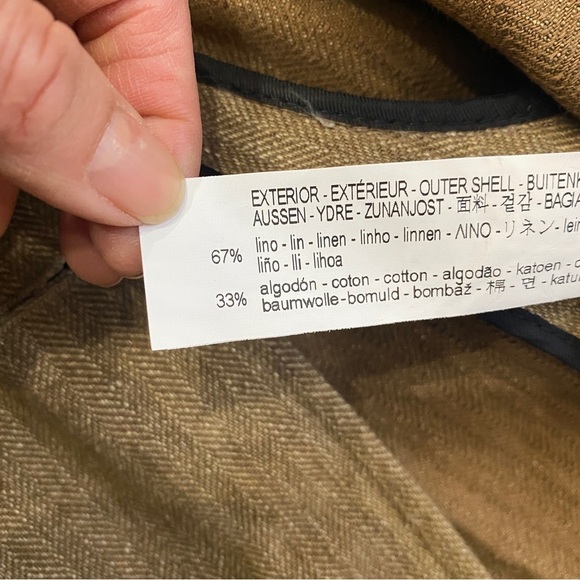 EXTERIOR - EXTÉRIEUR - OUTER SHELL - BUITENK
AUSSEN - YDRE - ZUNANJOST - 面料 - 겉감 - BAGIA
67% lino - lin - linen - linho - linnen - ΛΙΝΟ - リネン - lei
liño - lli - lihoa
33% algodón - coton - cotton - algodão - katoen -
baumwolle - bomuld - bombaž - 棉 - 면 - katu